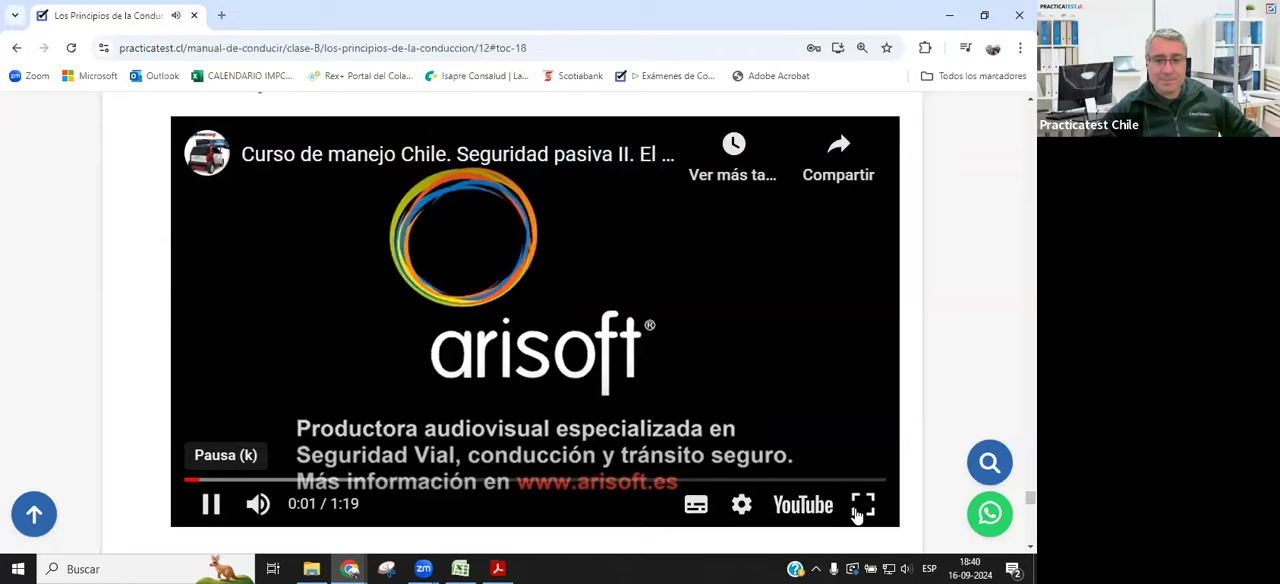 Los Principios de la Conduc
practicatest.cl/manual-de-conducir/clase-B/los-principios-de-la-conduccion/12#toc-18
Zoom
Microsoft
Outlook
CALENDARIO IMPC...
Rex+ Portal del Cola...
Isapre Consalud | La...
Scotiabank
▷ Exámenes de Co...
Adobe Acrobat
Todos los marcadores
PRACTICATEST.cl
Practicatest Chile
Curso de manejo Chile. Seguridad pasiva II. El ...
Ver más ta...
Compartir
arisoft®
Productora audiovisual especializada en
Seguridad Vial, conducción y tránsito seguro.
Más información en www.arisoft.es
Pausa (k)
0:01 / 1:19
YouTube
Buscar
ESP
18:40
16-09-2024
2